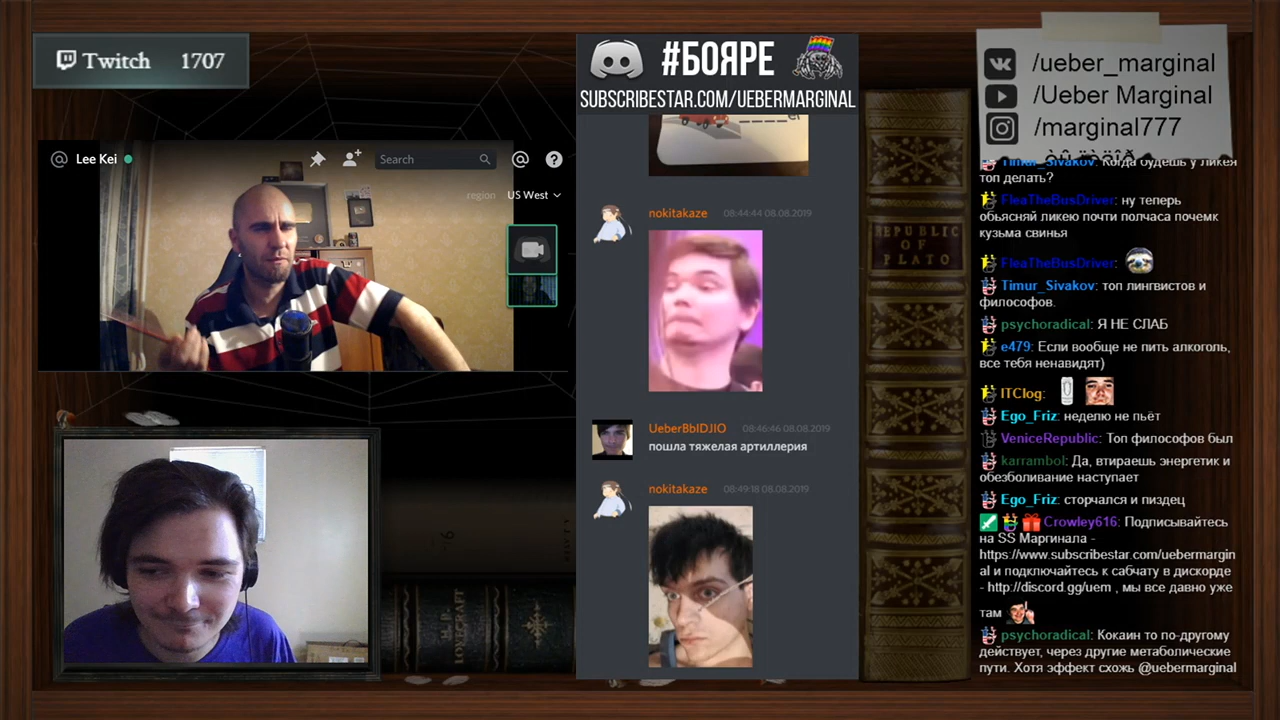 Twitch 1707
Lee Kei
Search
region US West
#БОЯРЕ
SUBSCRIBESTAR.COM/UEBERMARGINAL
nokitakaze 08:44:44 08.08.2019
UeberBbIDJIO 08:46:46 08.08.2019
пошла тяжелая артиллерия
nokitakaze 08:49:18 08.08.2019
H.P. LOVECRAFT
REPUBLIC
OF
PLATO
/ueber_marginal
/Ueber Marginal
/marginal777
Timur_Sivakov: Когда будешь у ликея
топ делать?
FleaTheBusDriver: ну теперь
обьясняй ликею почти полчаса почемк
кузьма свинья
FleaTheBusDriver:
Timur_Sivakov: топ лингвистов и
философов.
psychoradical: Я НЕ СЛАБ
e479: Если вообще не пить алкоголь,
все тебя ненавидят)
ITClog:
Ego_Friz: неделю не пьёт
VeniceRepublic: Топ философов был
karrambol: Да, втираешь энергетик и
обезболивание наступает
Ego_Friz: сторчался и пиздец
Crowley616: Подписывайтесь
на SS Маргинала -
https://www.subscribestar.com/uebermargin
al и подключайтесь к сабчату в дискорде
- http://discord.gg/uem , мы все давно уже
там
psychoradical: Кокаин то по-другому
действует, через другие метаболические
пути. Хотя эффект схожь @uebermarginal